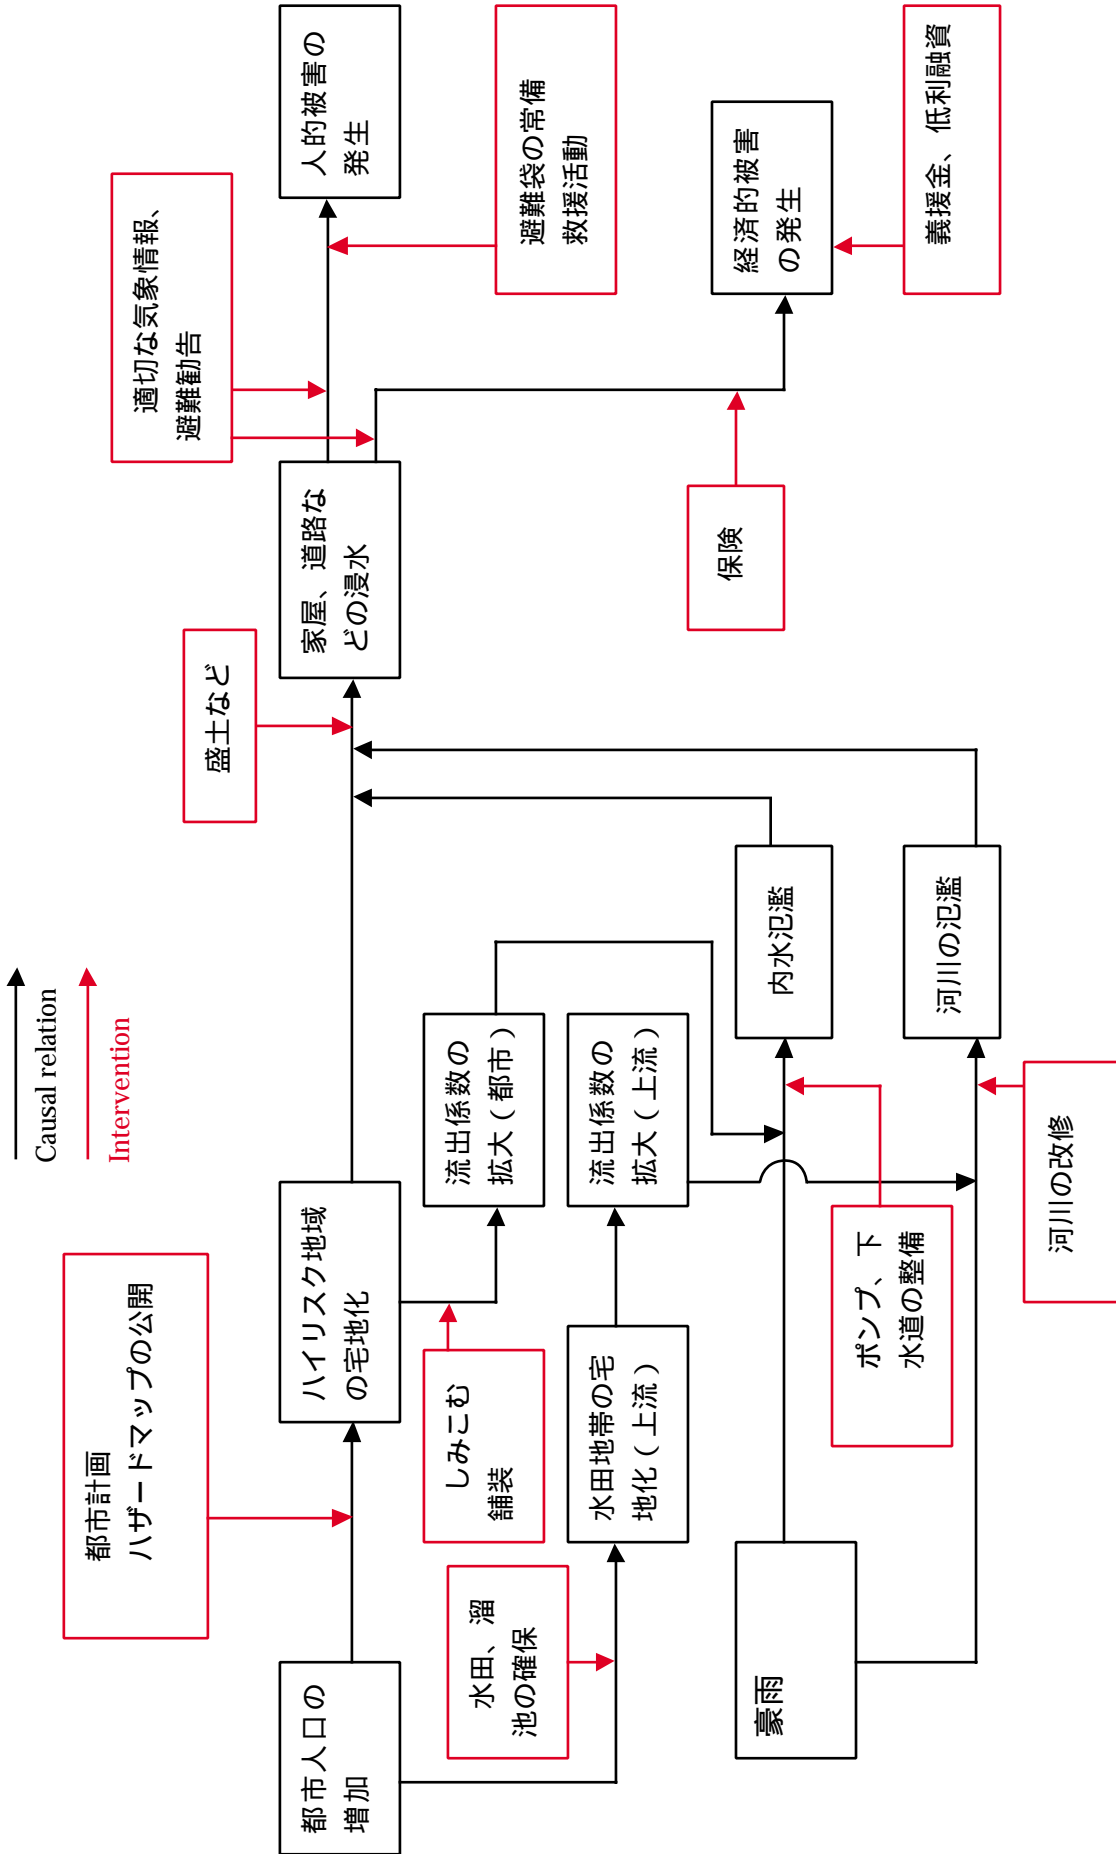 Causal relation
Intervention
都市計画
ハザードマップの公開
適切な気象情報、
避難勧告
盛土など
都市人口の
増加
ハイリスク地域
の宅地化
家屋、道路な
どの浸水
人的被害の
発生
水田、溜
池の確保
しみこむ
舗装
流出係数の
拡大（都市）
避難袋の常備
救援活動
水田地帯の宅
地化（上流）
流出係数の
拡大（上流）
保険
経済的被害
の発生
豪雨
内水氾濫
ポンプ、下
水道の整備
河川の氾濫
義援金、低利融資
河川の改修